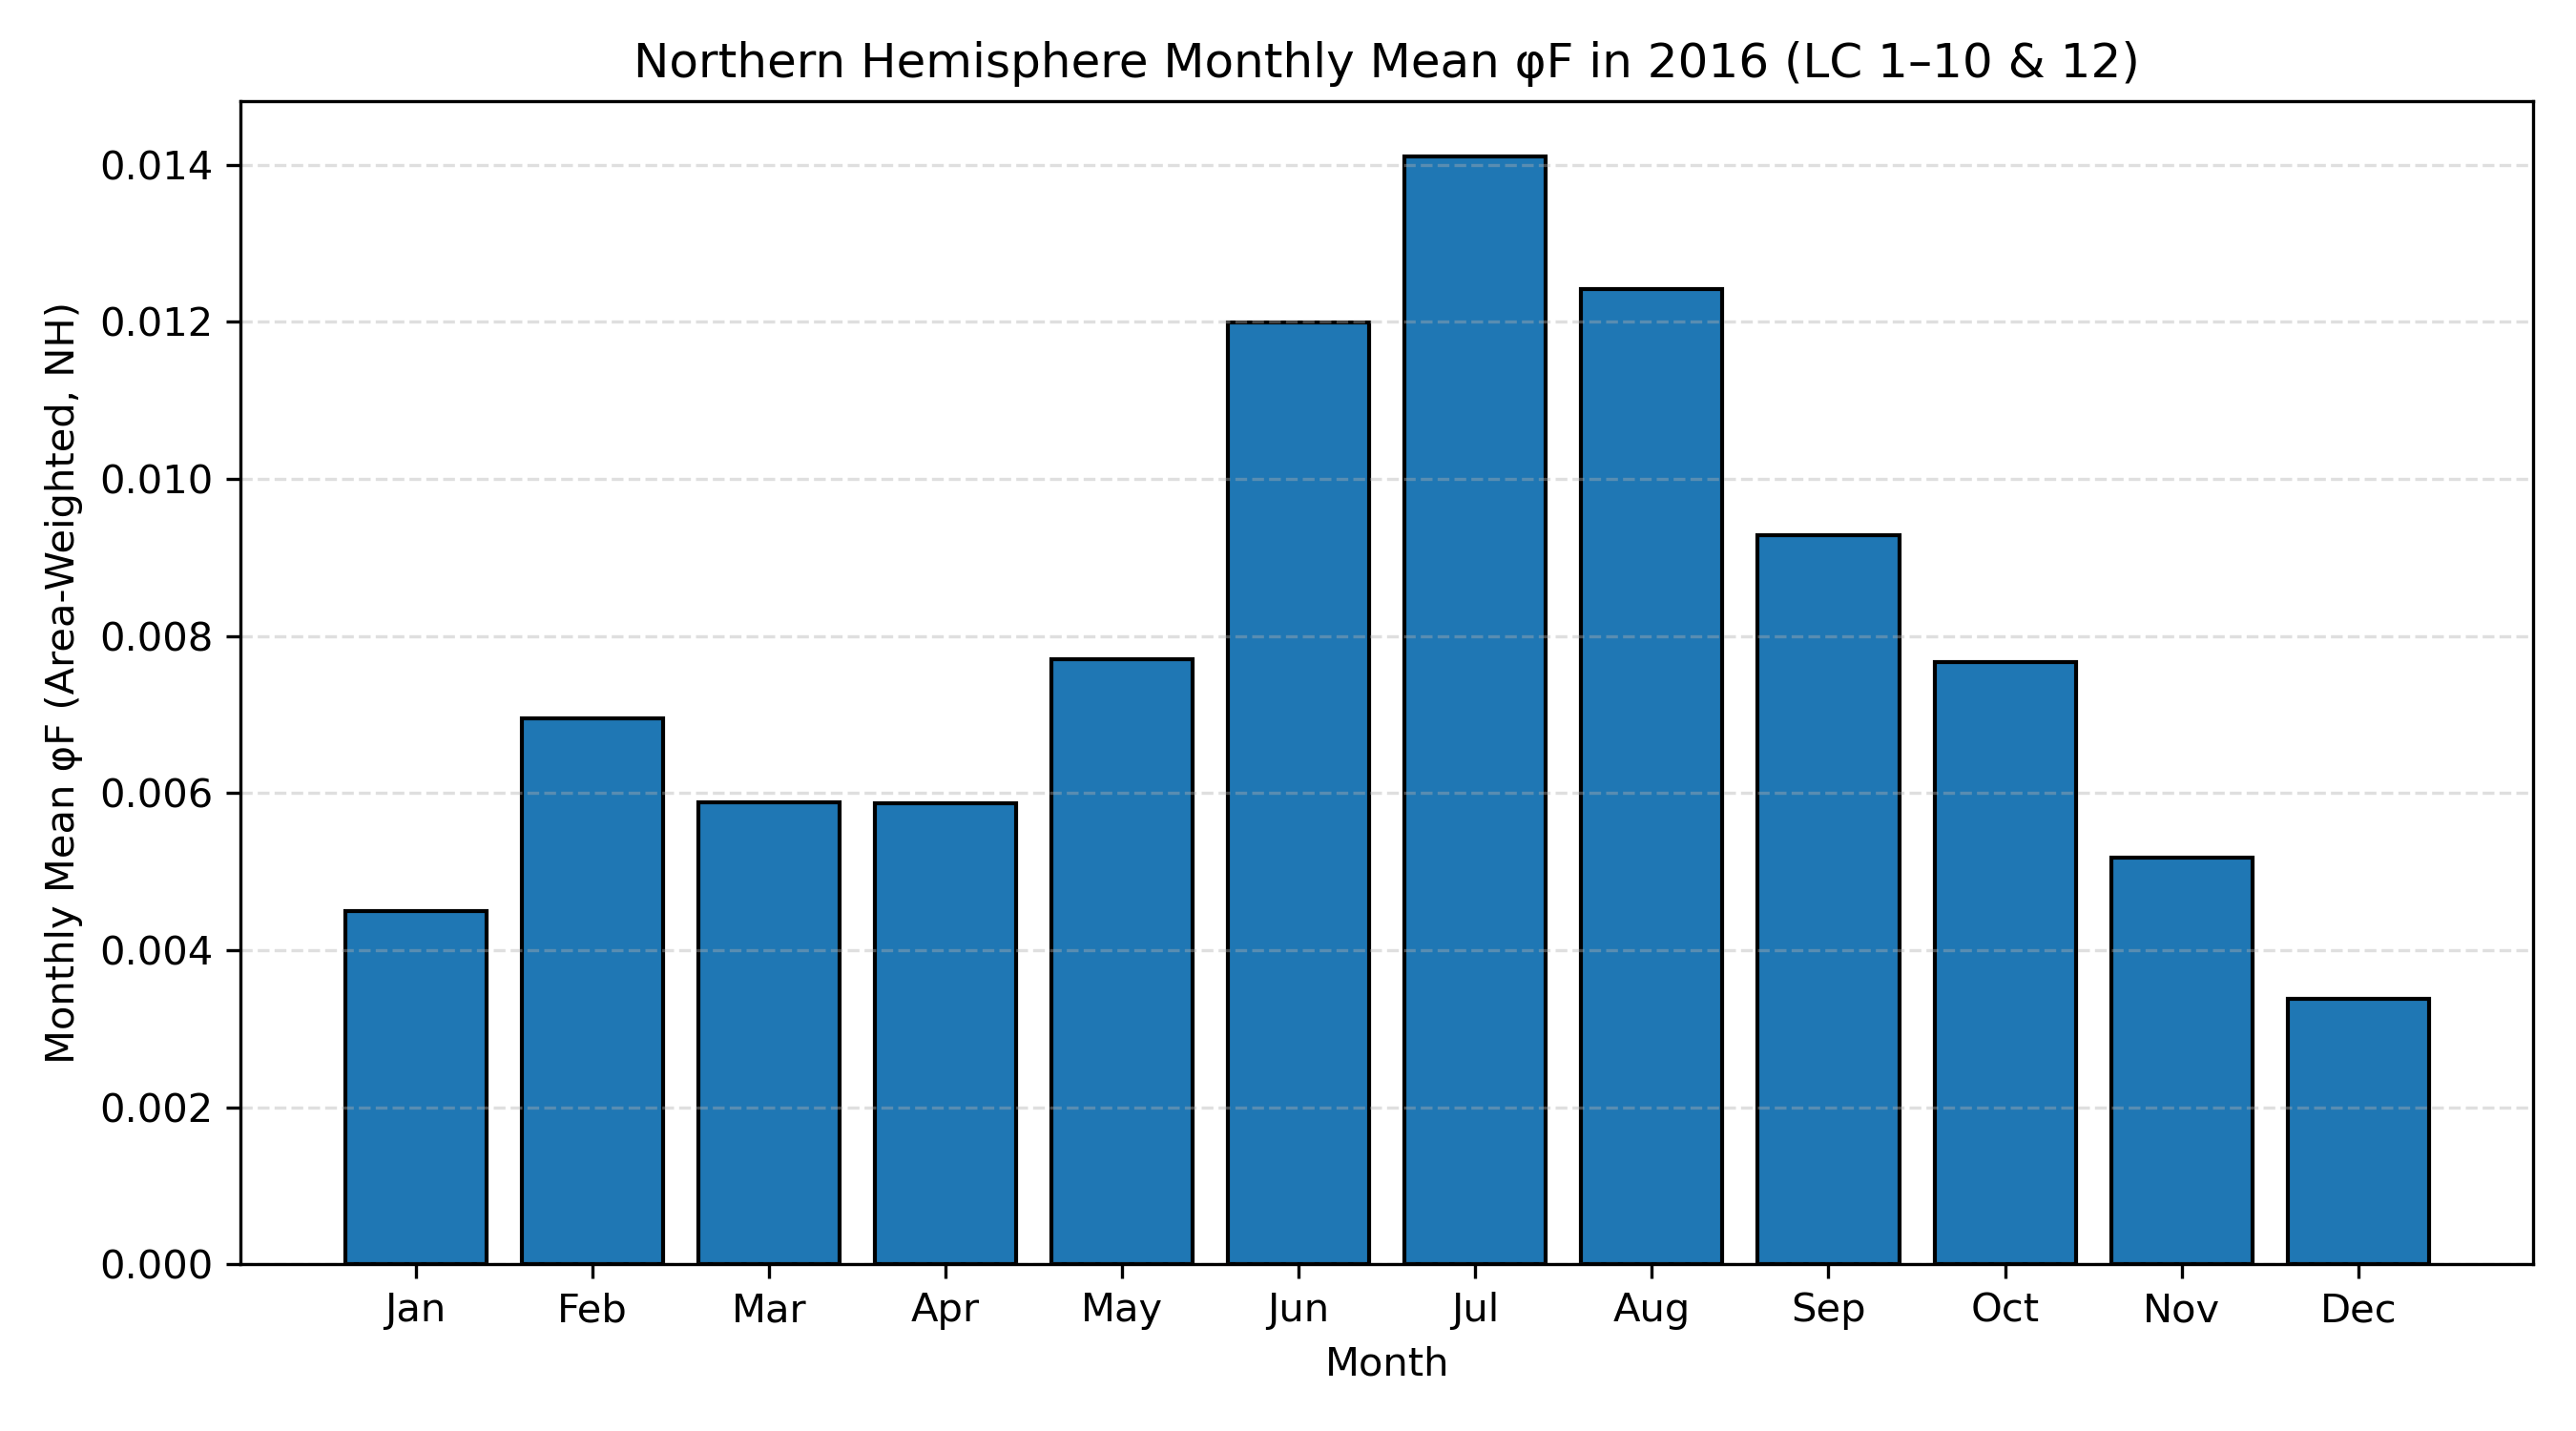 Northern Hemisphere Monthly Mean φF in 2016 (LC 1–10 & 12)
Monthly Mean φF (Area-Weighted, NH)
0.014
0.012
0.010
0.008
0.006
0.004
0.002
0.000
Jan Feb Mar Apr May Jun Jul Aug Sep Oct Nov Dec
Month